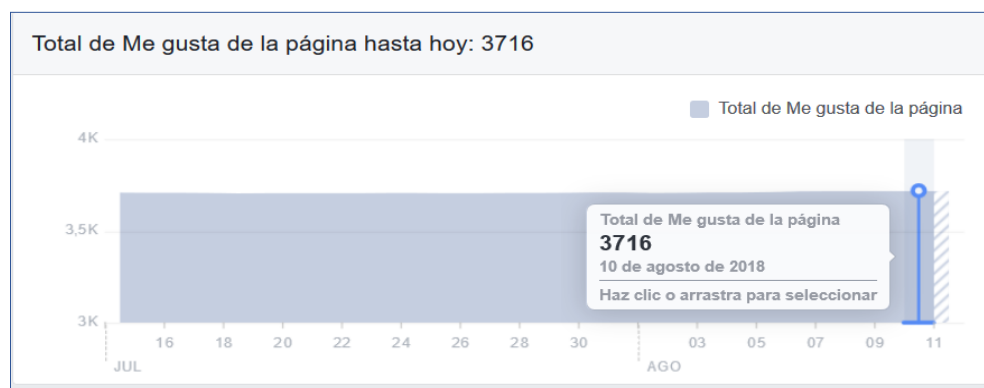 Total de Me gusta de la página hasta hoy: 3716
Total de Me gusta de la página
4K
3,5K
3K
Total de Me gusta de la página
3716
10 de agosto de 2018
Haz clic o arrastra para seleccionar
16 18 20 22 24 26 28 30 03 05 07 09 11
JUL AGO